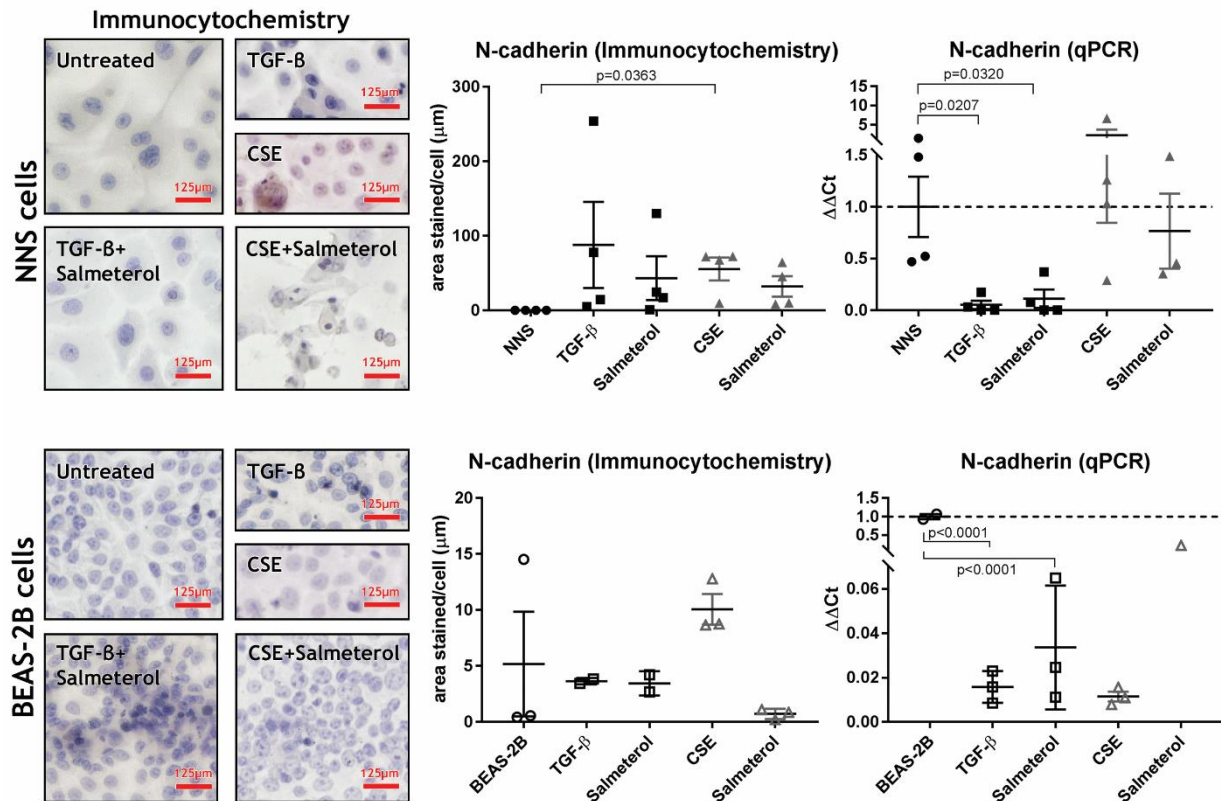 Immunocytochemistry
NNS cells
Untreated
125µm
TGF-ß
125µm
CSE
125µm
TGF-ß+
Salmeterol
125µm
CSE+Salmeterol
125µm
N-cadherin (Immunocytochemistry)
p=0.0363
area stained/cell (µm)
300
200
100
0
NNS
TGF-β
Salmeterol
CSE
Salmeterol
N-cadherin (qPCR)
p=0.0320
p=0.0207
ΔΔCt
15
10
5
1.5
1.0
0.5
0.0
NNS
TGF-β
Salmeterol
CSE
Salmeterol
BEAS-2B cells
Untreated
125µm
TGF-ß
125µm
CSE
125µm
TGF-ß+
Salmeterol
125µm
CSE+Salmeterol
125µm
N-cadherin (Immunocytochemistry)
area stained/cell (µm)
20
15
10
5
0
BEAS-2B
TGF-β
Salmeterol
CSE
Salmeterol
N-cadherin (qPCR)
ΔΔCt
1.5
1.0
0.5
0.06
0.04
0.02
0.00
p<0.0001
p<0.0001
BEAS-2B
TGF-β
Salmeterol
CSE
Salmeterol